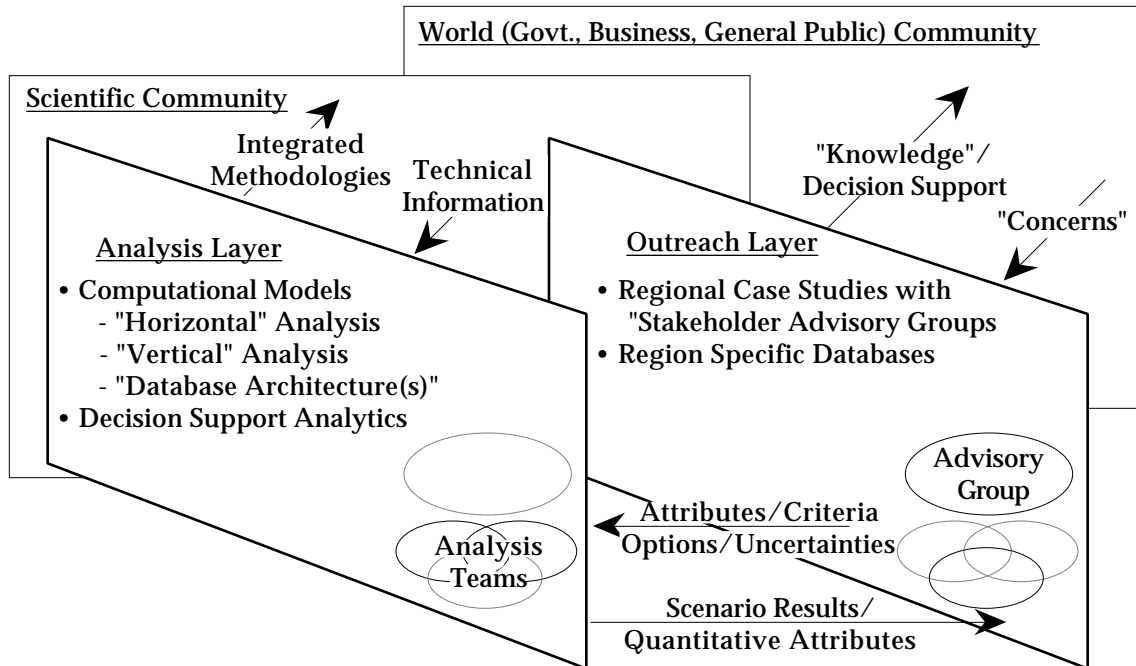 World (Govt., Business, General Public) Community
Scientific Community
Integrated
Methodologies
Technical
Information
"Knowledge"/
Decision Support
"Concerns"
Analysis Layer
• Computational Models
- "Horizontal" Analysis
- "Vertical" Analysis
- "Database Architecture(s)"
• Decision Support Analytics
Outreach Layer
• Regional Case Studies with
"Stakeholder Advisory Groups
• Region Specific Databases
Advisory
Group
Attributes/Criteria
Options/Uncertainties
Analysis
Teams
Scenario Results/
Quantitative Attributes